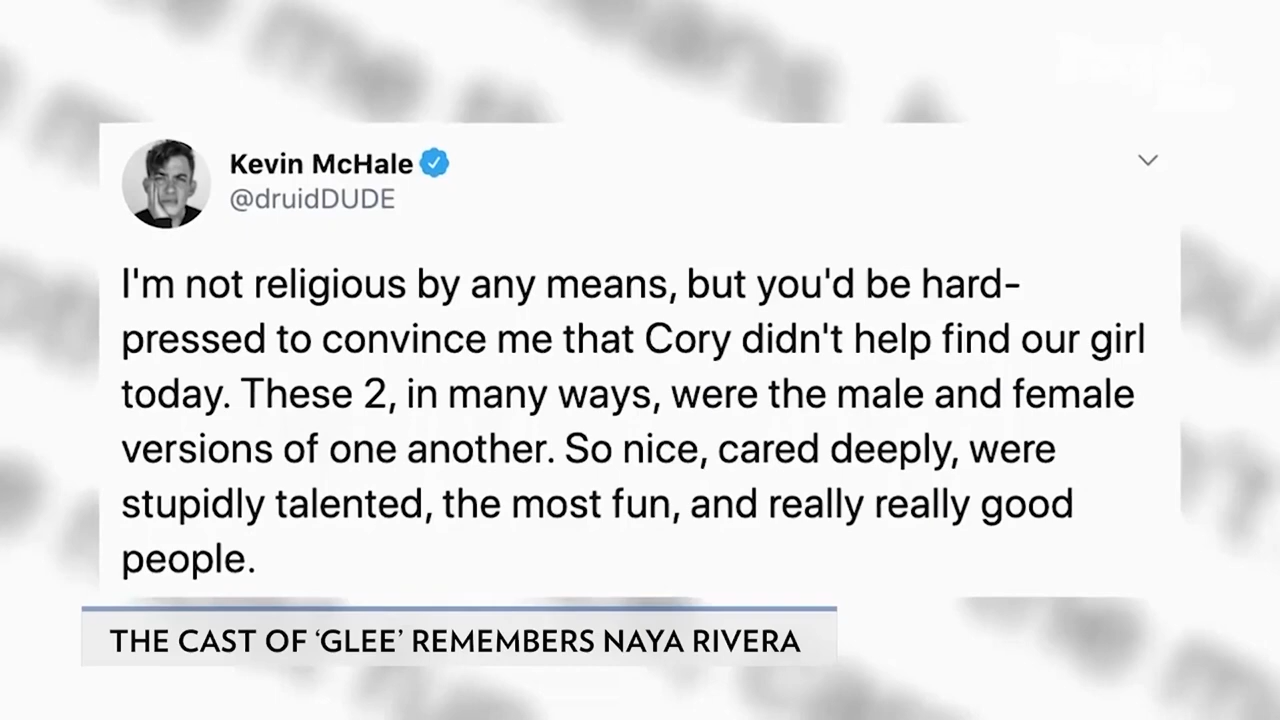 Kevin McHale
@druidDUDE
I'm not religious by any means, but you'd be hard-
pressed to convince me that Cory didn't help find our girl
today. These 2, in many ways, were the male and female
versions of one another. So nice, cared deeply, were
stupidly talented, the most fun, and really really good
people.
THE CAST OF ‘GLEE’ REMEMBERS NAYA RIVERA